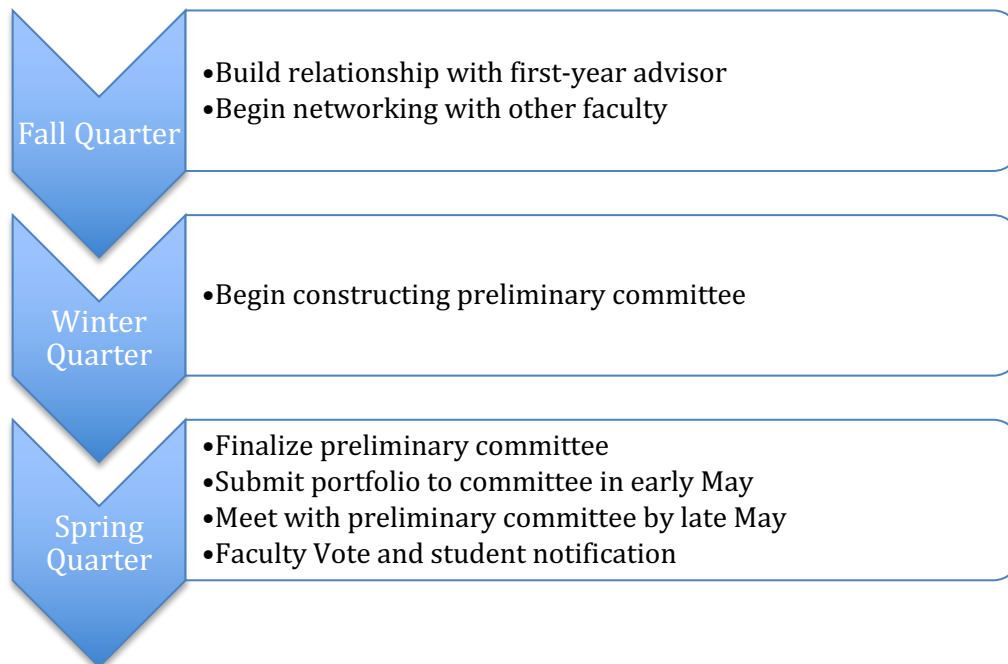 Fall Quarter
•Build relationship with first-year advisor
•Begin networking with other faculty
Winter
Quarter
•Begin constructing preliminary committee
Spring
Quarter
•Finalize preliminary committee
•Submit portfolio to committee in early May
•Meet with preliminary committee by late May
•Faculty Vote and student notification